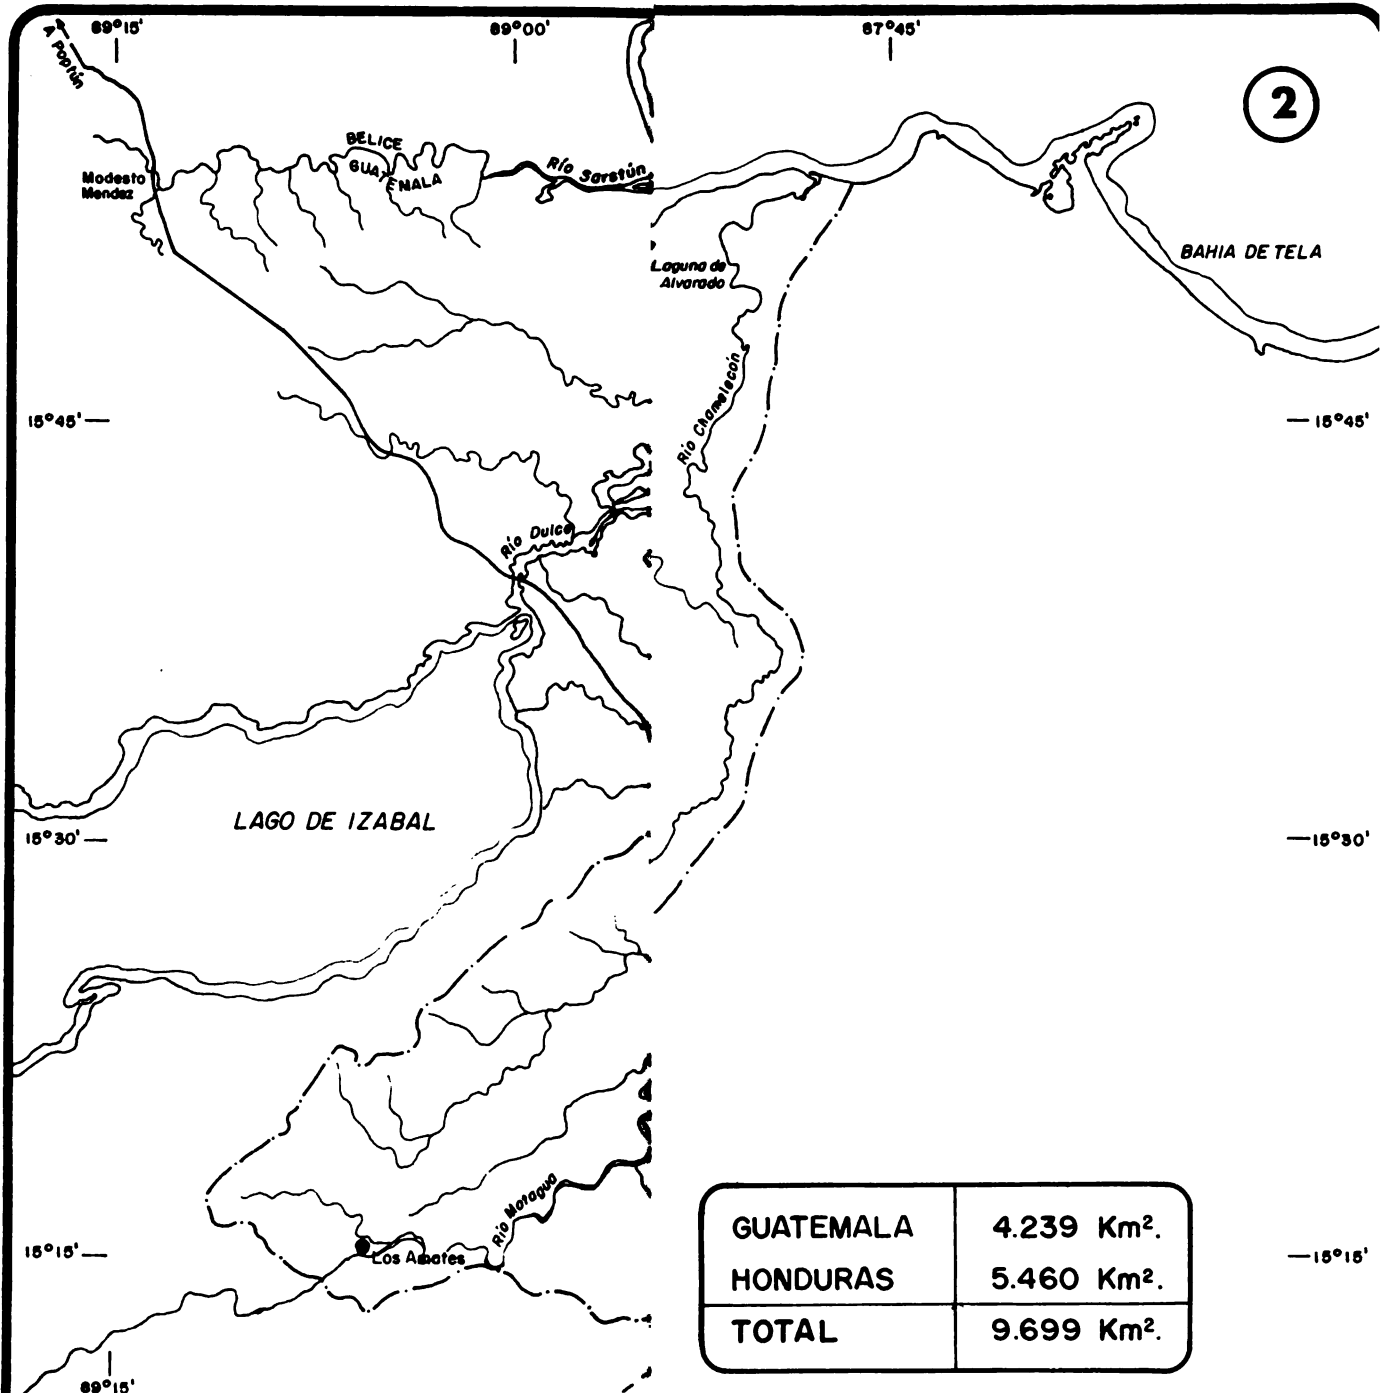 89°15'
89°00'
87°45'
A Poptún
2
BELICE
GUATEMALA
Río Sarstún
Modesto
Mendez
BAHIA DE TELA
Laguna de
Alvarado
Río Chamelecón
15°45'
15°45'
Río Dulce
LAGO DE IZABAL
15°30'
15°30'
Río Motagua
Los Amates
15°15'
15°15'
GUATEMALA 4.239 Km².
HONDURAS 5.460 Km².
TOTAL 9.699 Km².
89°15'